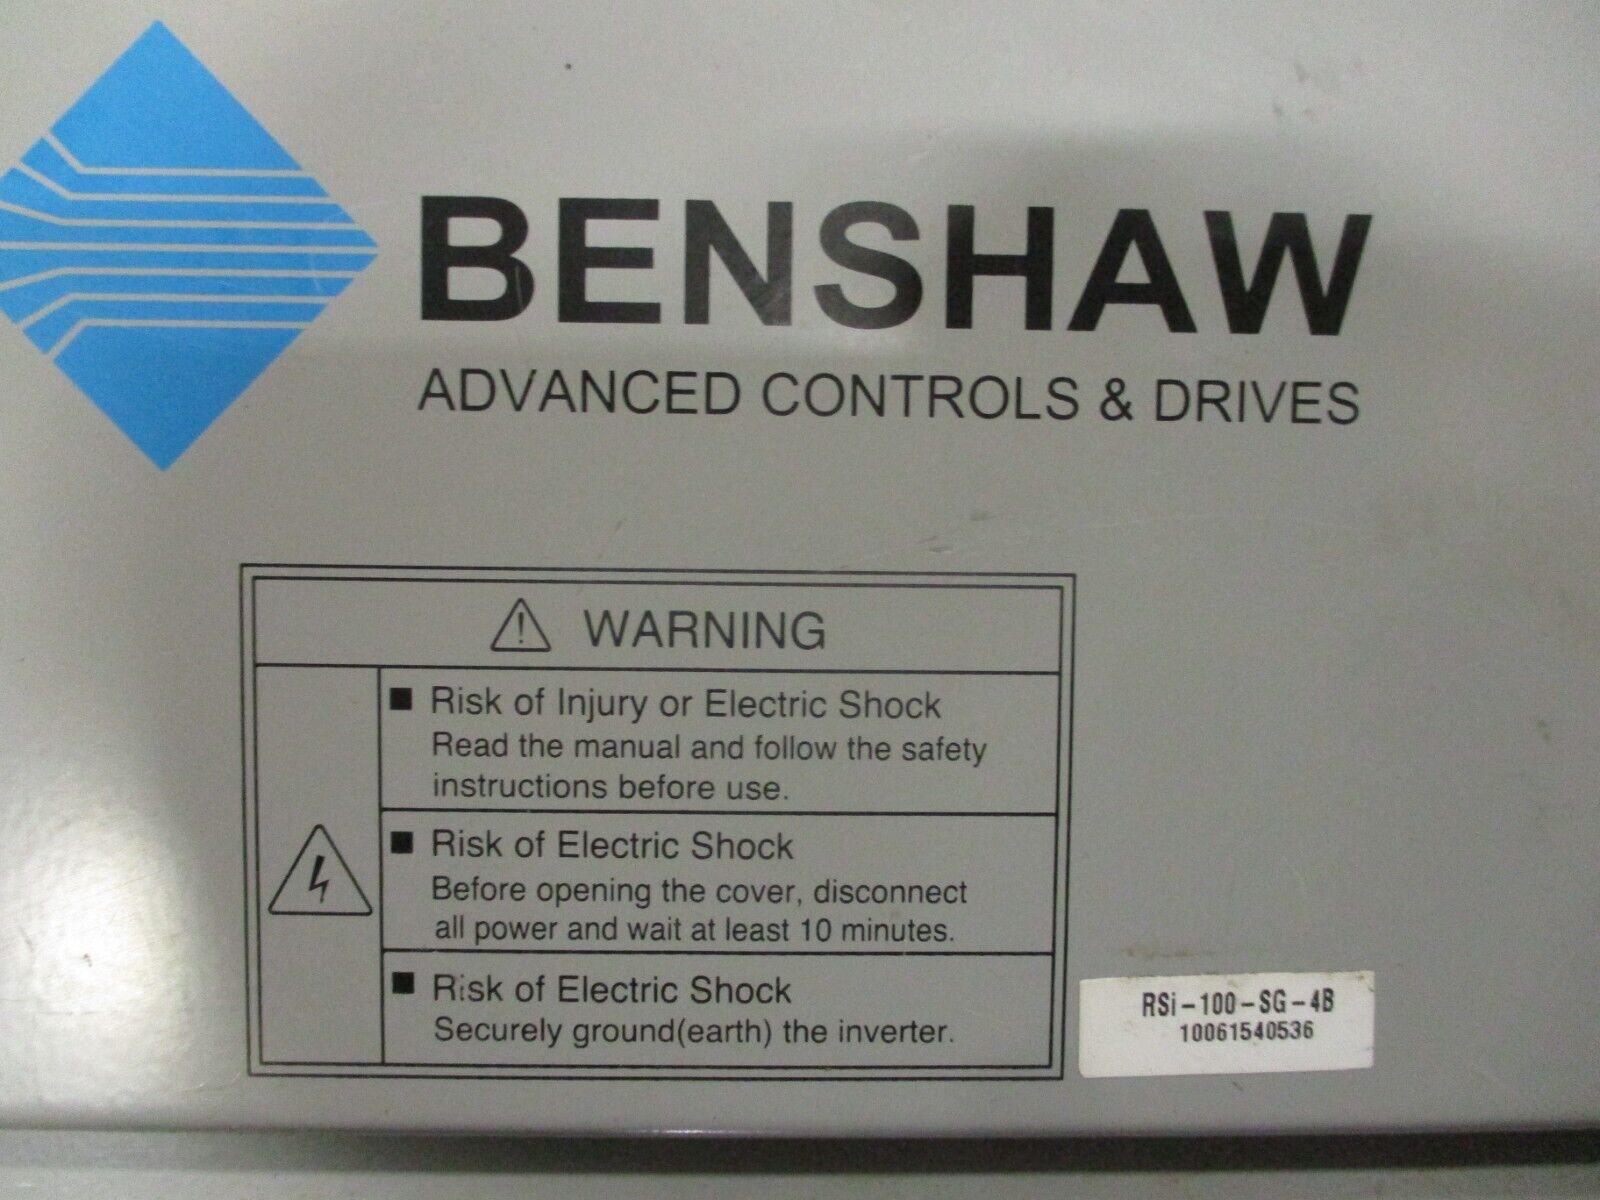 BENSHAW
ADVANCED CONTROLS & DRIVES
WARNING
■ Risk of Injury or Electric Shock
Read the manual and follow the safety
instructions before use.
■ Risk of Electric Shock
Before opening the cover, disconnect
all power and wait at least 10 minutes.
■ Risk of Electric Shock
Securely ground(earth) the inverter.
RSi-100-SG-4B
10061540536